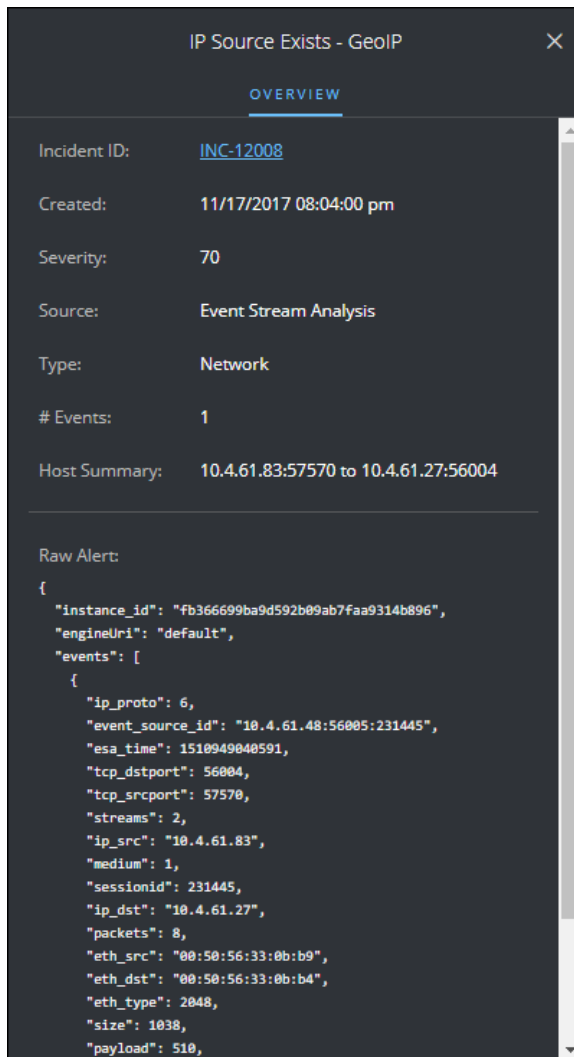 IP Source Exists - GeoIP
OVERVIEW
Incident ID: INC-12008
Created: 11/17/2017 08:04:00 pm
Severity: 70
Source: Event Stream Analysis
Type: Network
# Events: 1
Host Summary: 10.4.61.83:57570 to 10.4.61.27:56004
Raw Alert:
{
"instance_id": "fb366699ba9d592b09ab7faa9314b896",
"engineUri": "default",
"events": [
{
"ip_proto": 6,
"event_source_id": "10.4.61.48:56005:231445",
"esa_time": 1510949040591,
"tcp_dstport": 56004,
"tcp_srcport": 57570,
"streams": 2,
"ip_src": "10.4.61.83",
"medium": 1,
"sessionid": 231445,
"ip_dst": "10.4.61.27",
"packets": 8,
"eth_src": "00:50:56:33:0b:b9",
"eth_dst": "00:50:56:33:0b:b4",
"eth_type": 2048,
"size": 1038,
"payload": 510,